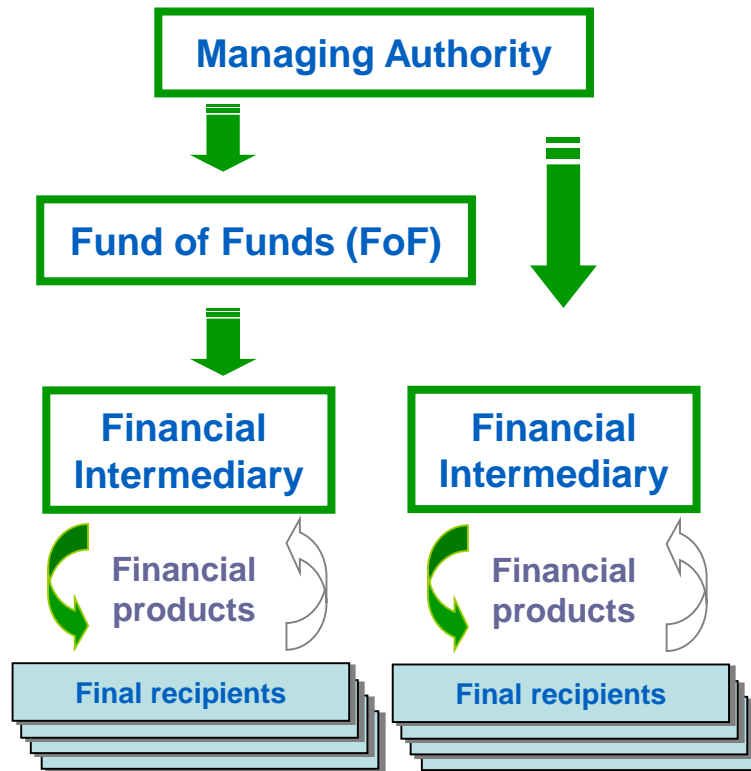 Managing Authority
Fund of Funds (FoF)
Financial
Intermediary
Financial
Intermediary
Financial
products
Financial
products
Final recipients
Final recipients